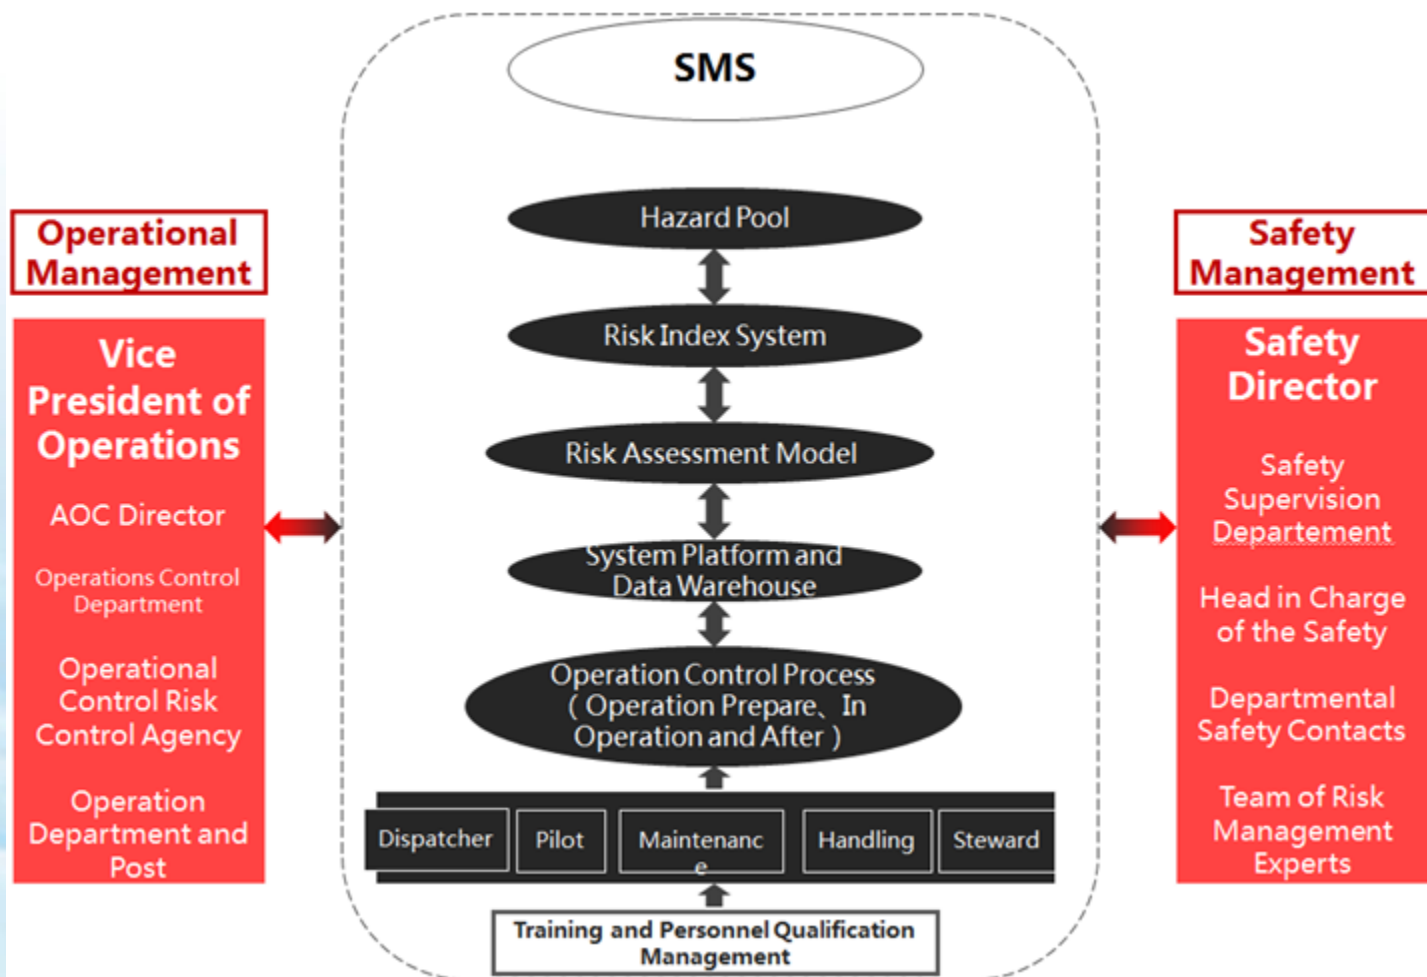 SMS
Operational
Management
Vice
President of
Operations
AOC Director
Operations Control
Department
Operational
Control Risk
Control Agency
Operation
Department and
Post
Hazard Pool
Risk Index System
Risk Assessment Model
System Platform and
Data Warehouse
Operation Control Process
( Operation Prepare、In
Operation and After )
Dispatcher
Pilot
Maintenanc
e
Handling
Steward
Training and Personnel Qualification
Management
Safety
Management
Safety
Director
Safety
Supervision
Departement
Head in Charge
of the Safety
Departmental
Safety Contacts
Team of Risk
Management
Experts